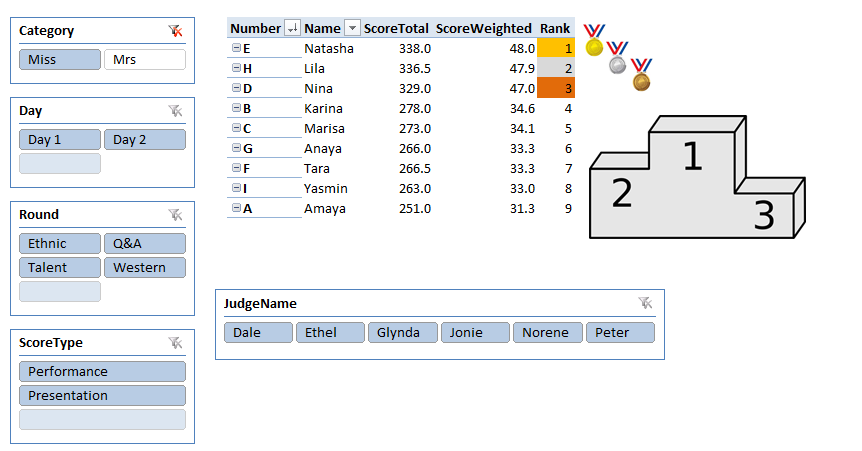 Category
Miss Mrs
Day
Day 1 Day 2
Round
Ethnic Q&A
Talent Western
ScoreType
Performance
Presentation
Number Name ScoreTotal ScoreWeighted Rank
E Natasha 338.0 48.0 1
H Lila 336.5 47.9 2
D Nina 329.0 47.0 3
B Karina 278.0 34.6 4
C Marisa 273.0 34.1 5
G Anaya 266.0 33.3 6
F Tara 266.5 33.3 7
I Yasmin 263.0 33.0 8
A Amaya 251.0 31.3 9
1
2
3
JudgeName
Dale Ethel Glynda Jonie Norene Peter